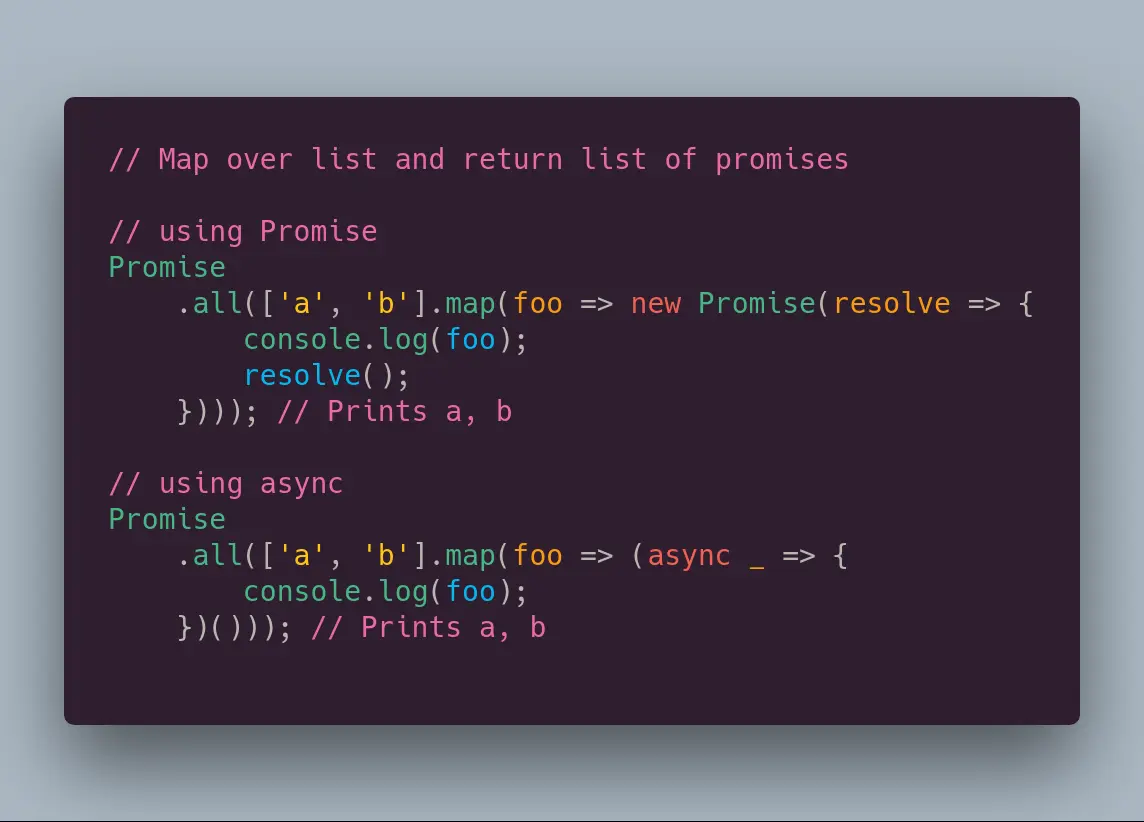 // Map over list and return list of promises
// using Promise
Promise
    .all(['a', 'b'].map(foo => new Promise(resolve => {
        console.log(foo);
        resolve();
    }))); // Prints a, b
// using async
Promise
    .all(['a', 'b'].map(foo => (async _ => {
        console.log(foo);
    })())); // Prints a, b